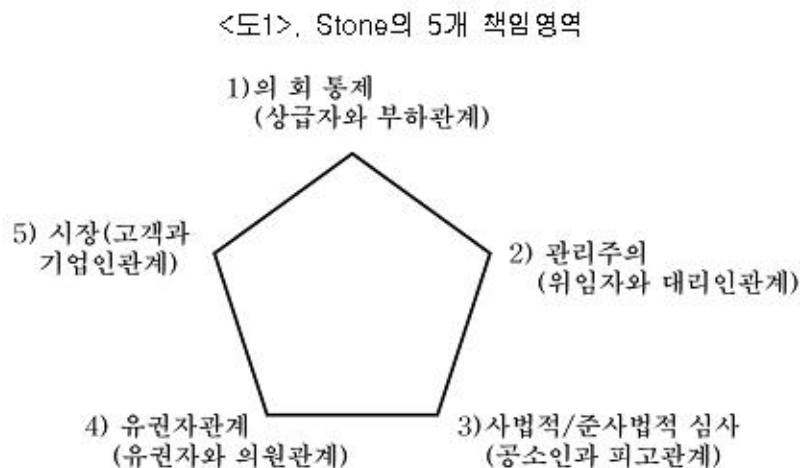 <도1>. Stone의 5개 책임영역
1)의 회 통제
(상급자와 부하관계)
5) 시장(고객과
기업인관계)
2) 관리주의
(위임자와 대리인관계)
4) 유권자관계
(유권자와 의원관계)
3)사법적/준사법적 심사
(공소인과 피고관계)